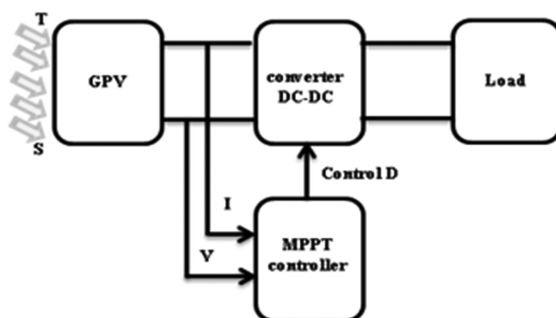 T
GPV
converter
DC-DC
Load
S
Control D
I
MPPT
V
controller